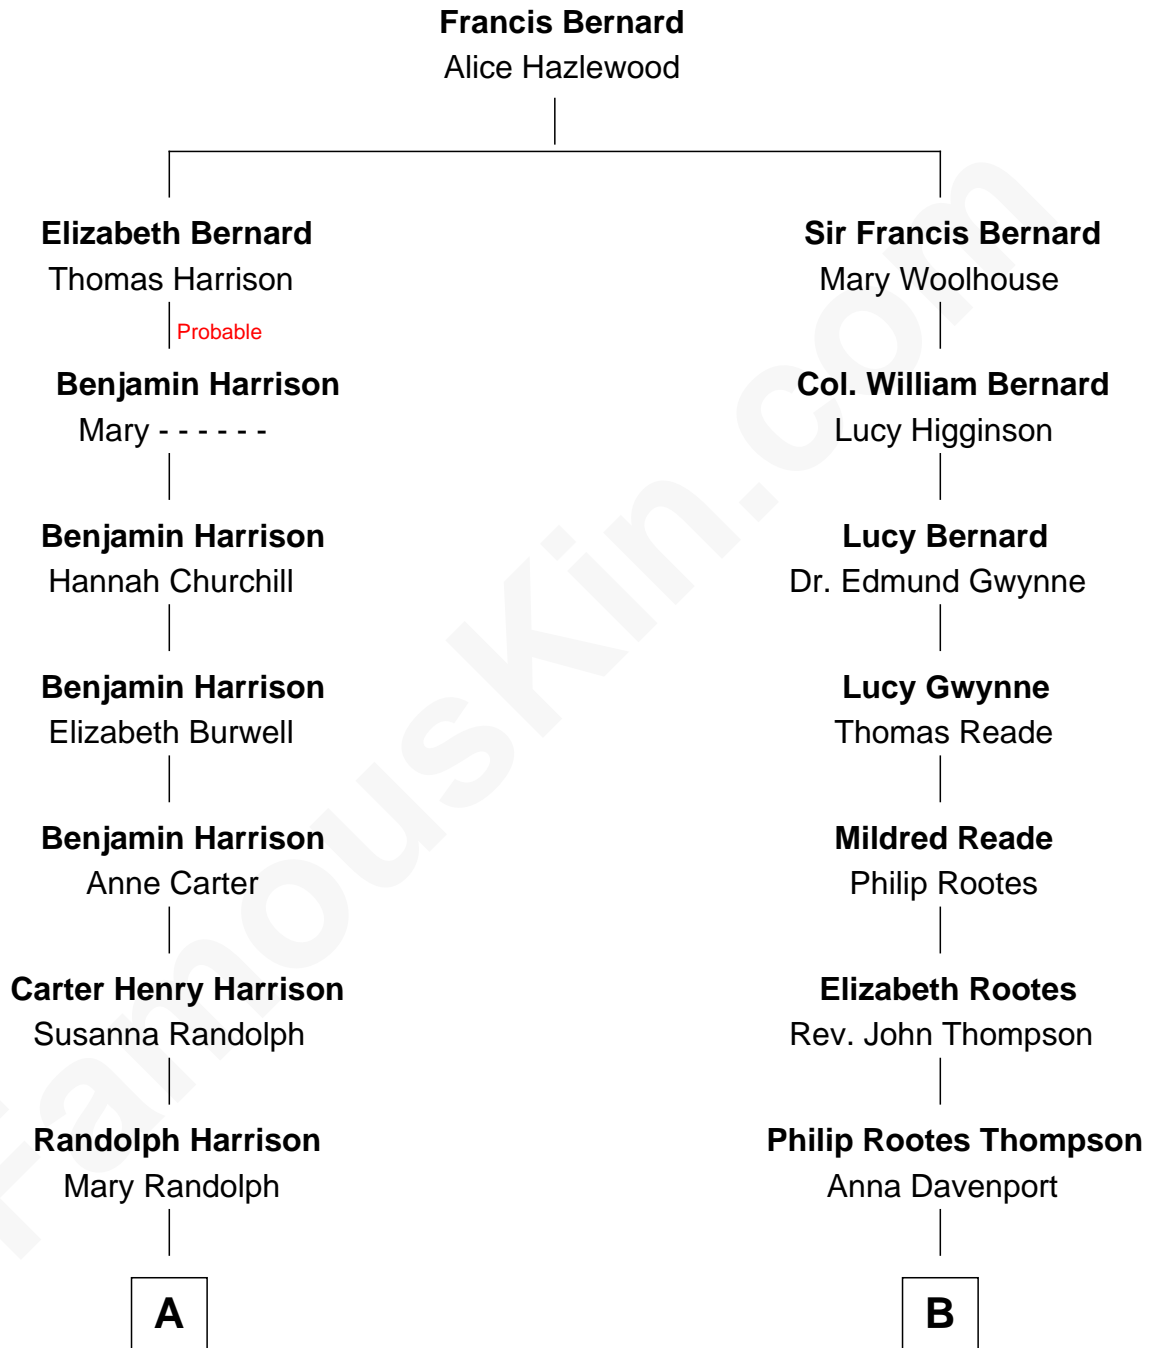 Francis Bernard
Alice Hazlewood
Elizabeth Bernard
Thomas Harrison
Probable
Benjamin Harrison
Mary - - - - - -
Benjamin Harrison
Hannah Churchill
Benjamin Harrison
Elizabeth Burwell
Benjamin Harrison
Anne Carter
Carter Henry Harrison
Susanna Randolph
Randolph Harrison
Mary Randolph
A
Sir Francis Bernard
Mary Woolhouse
Col. William Bernard
Lucy Higginson
Lucy Bernard
Dr. Edmund Gwynne
Lucy Gwynne
Thomas Reade
Mildred Reade
Philip Rootes
Elizabeth Rootes
Rev. John Thompson
Philip Rootes Thompson
Anna Davenport
B
FamousKin.com